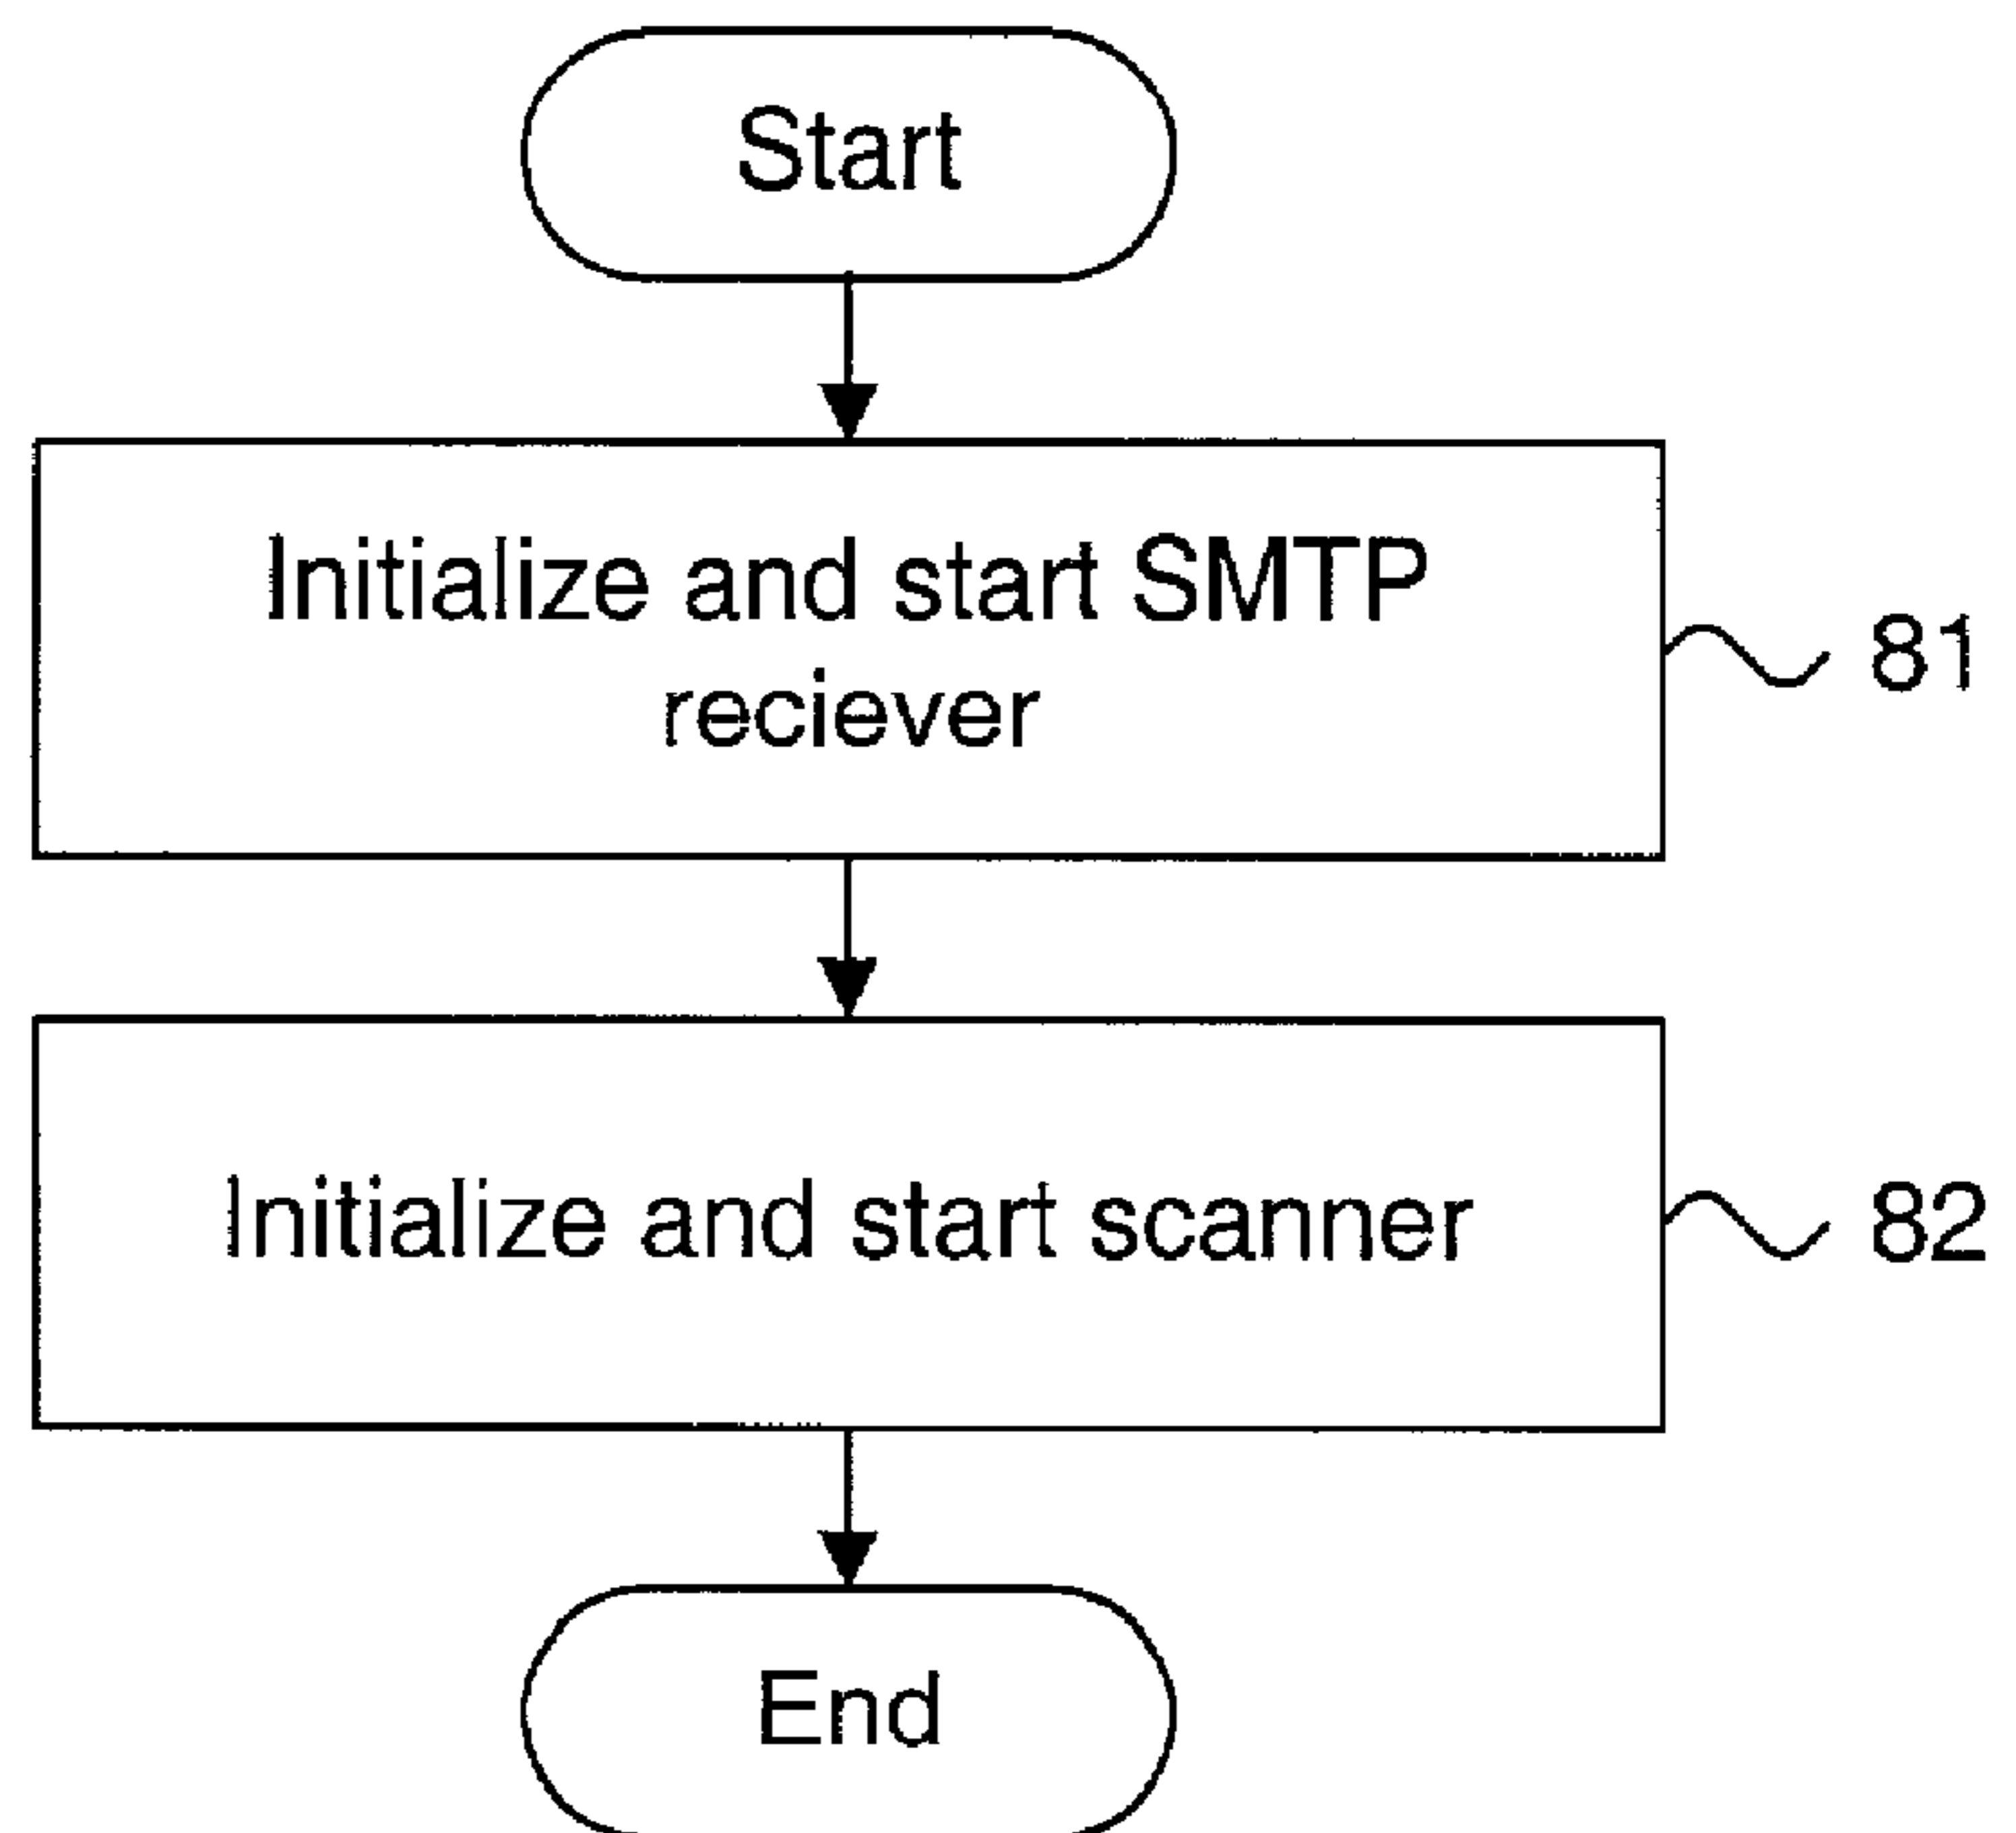 Start
Initialize and start SMTP
reciever
81
Initialize and start scanner
82
End